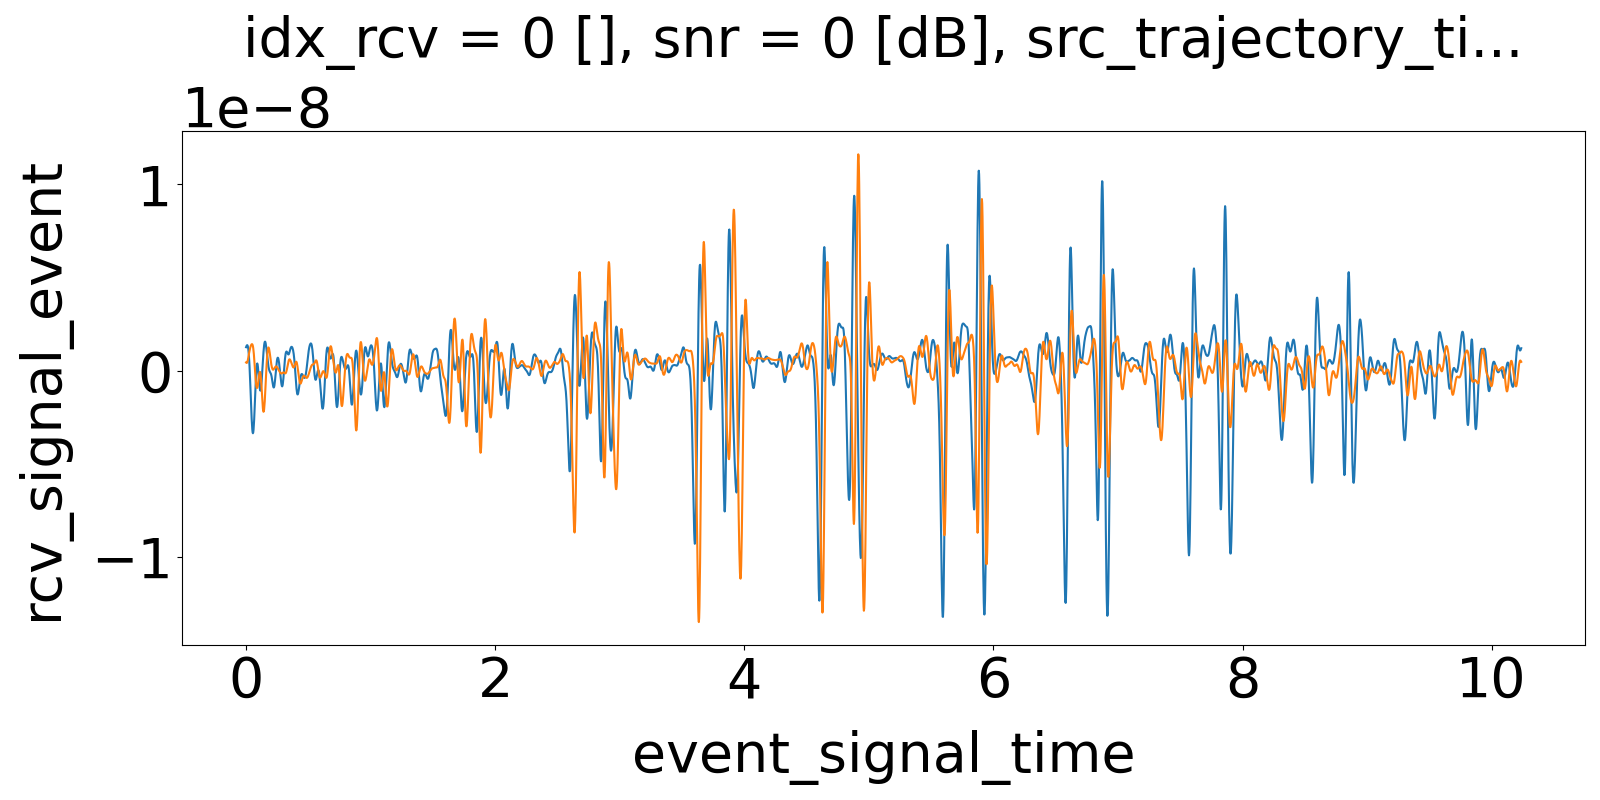 idx_rcv = 0 [], snr = 0 [dB], src_trajectory_ti...
1e−8
rcv_signal_event
1
0
−1
0 2 4 6 8 10
event_signal_time